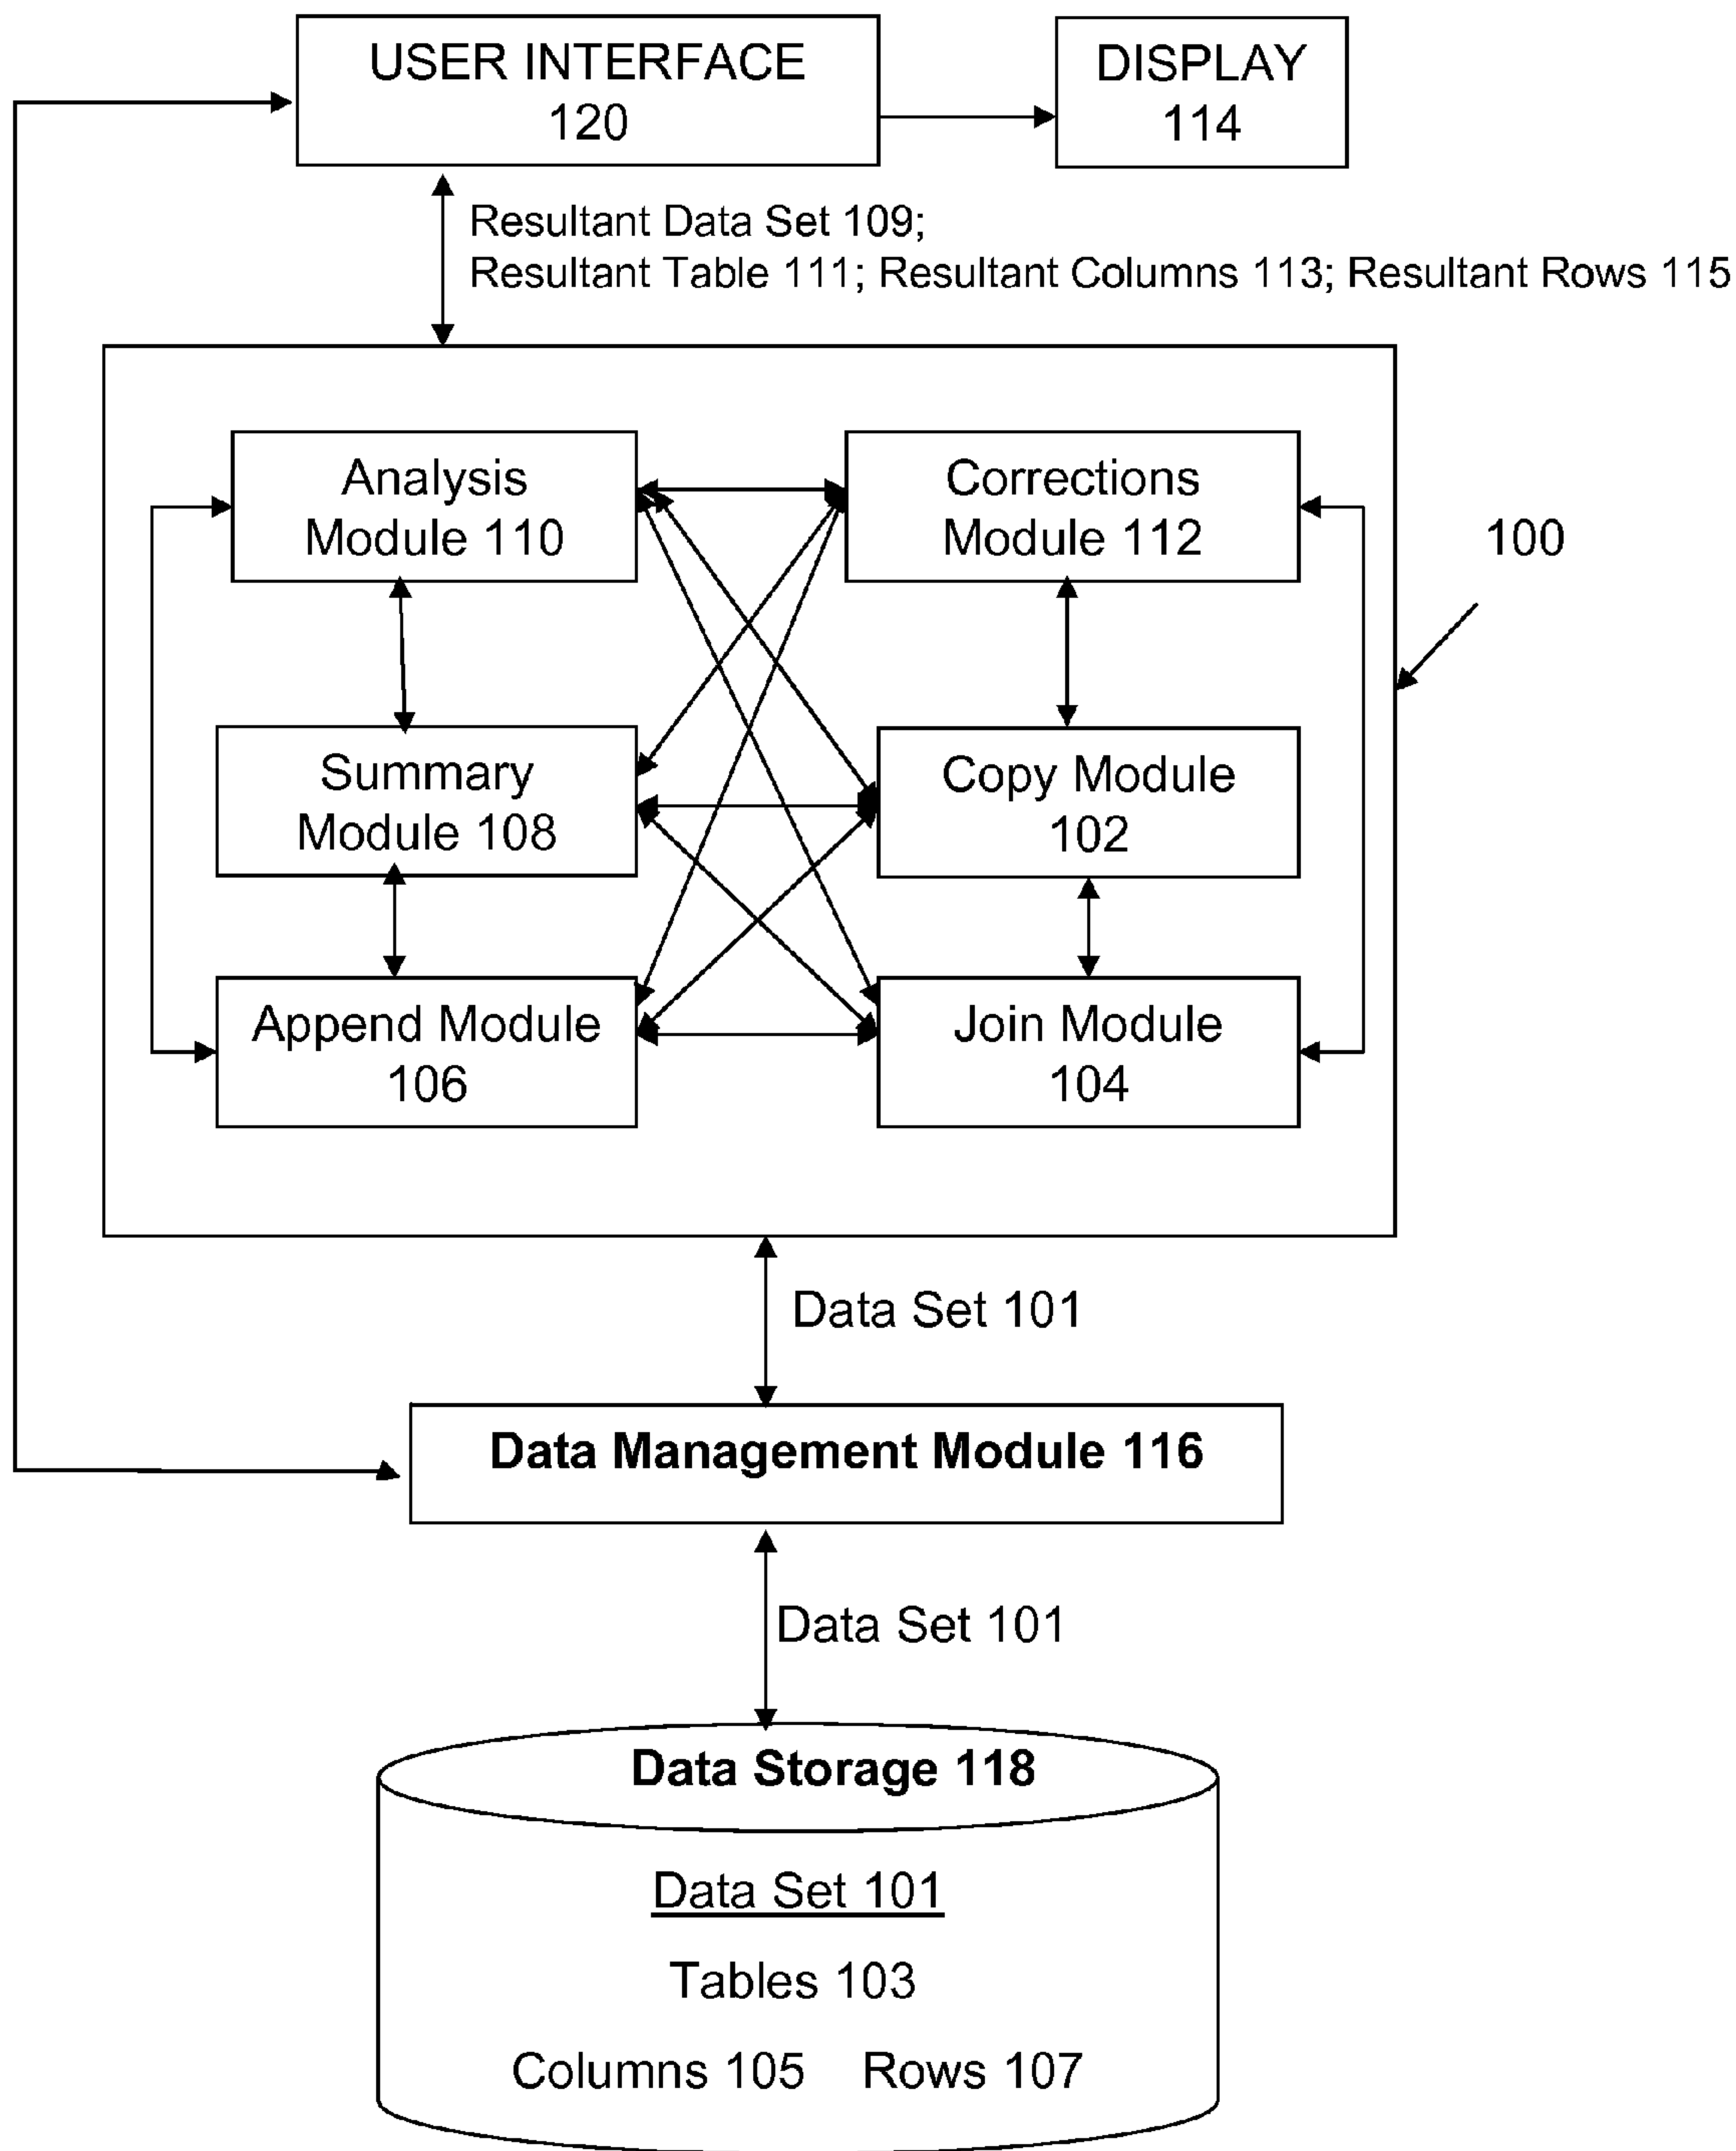 USER INTERFACE
120
DISPLAY
114
Resultant Data Set 109;
Resultant Table 111; Resultant Columns 113; Resultant Rows 115
Analysis
Module 110
Corrections
Module 112
100
Summary
Module 108
Copy Module
102
Append Module
106
Join Module
104
Data Set 101
Data Management Module 116
Data Set 101
Data Storage 118
Data Set 101
Tables 103
Columns 105 Rows 107